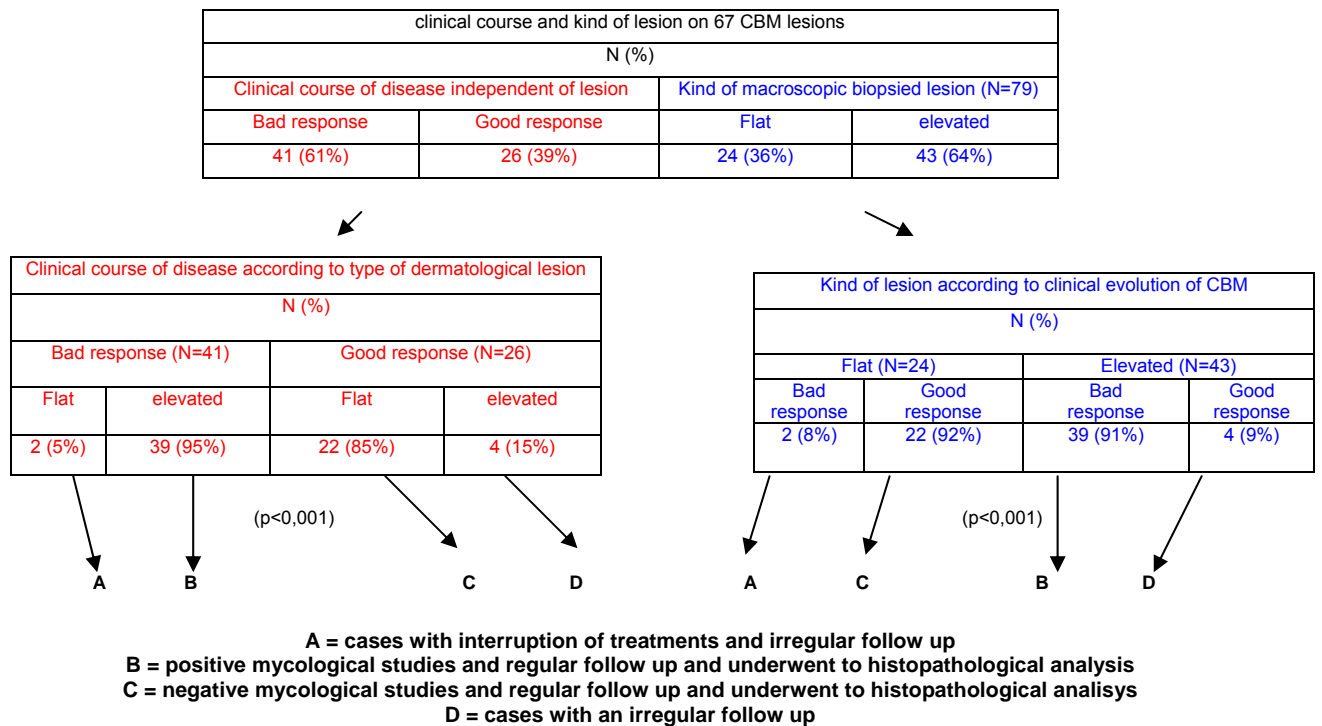 clinical course and kind of lesion on 67 CBM lesions
N (%)
Clinical course of disease independent of lesion Kind of macroscopic biopsied lesion (N=79)
Bad response Good response Flat elevated
41 (61%) 26 (39%) 24 (36%) 43 (64%)
Clinical course of disease according to type of dermatological lesion
N (%)
Bad response (N=41) Good response (N=26)
Flat elevated Flat elevated
2 (5%) 39 (95%) 22 (85%) 4 (15%)
(p<0,001)
A B C D
Kind of lesion according to clinical evolution of CBM
N (%)
Flat (N=24) Elevated (N=43)
Bad Good Bad Good
response response response response
2 (8%) 22 (92%) 39 (91%) 4 (9%)
(p<0,001)
A C B D
A = cases with interruption of treatments and irregular follow up
B = positive mycological studies and regular follow up and underwent to histopathological analysis
C = negative mycological studies and regular follow up and underwent to histopathological analisys
D = cases with an irregular follow up